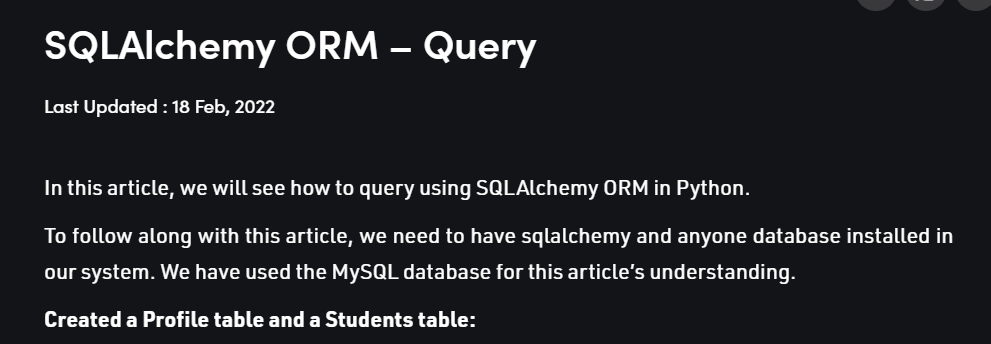 SQLAlchemy ORM – Query
Last Updated : 18 Feb, 2022
In this article, we will see how to query using SQLAlchemy ORM in Python.
To follow along with this article, we need to have sqlalchemy and anyone database installed in
our system. We have used the MySQL database for this article’s understanding.
Created a Profile table and a Students table: